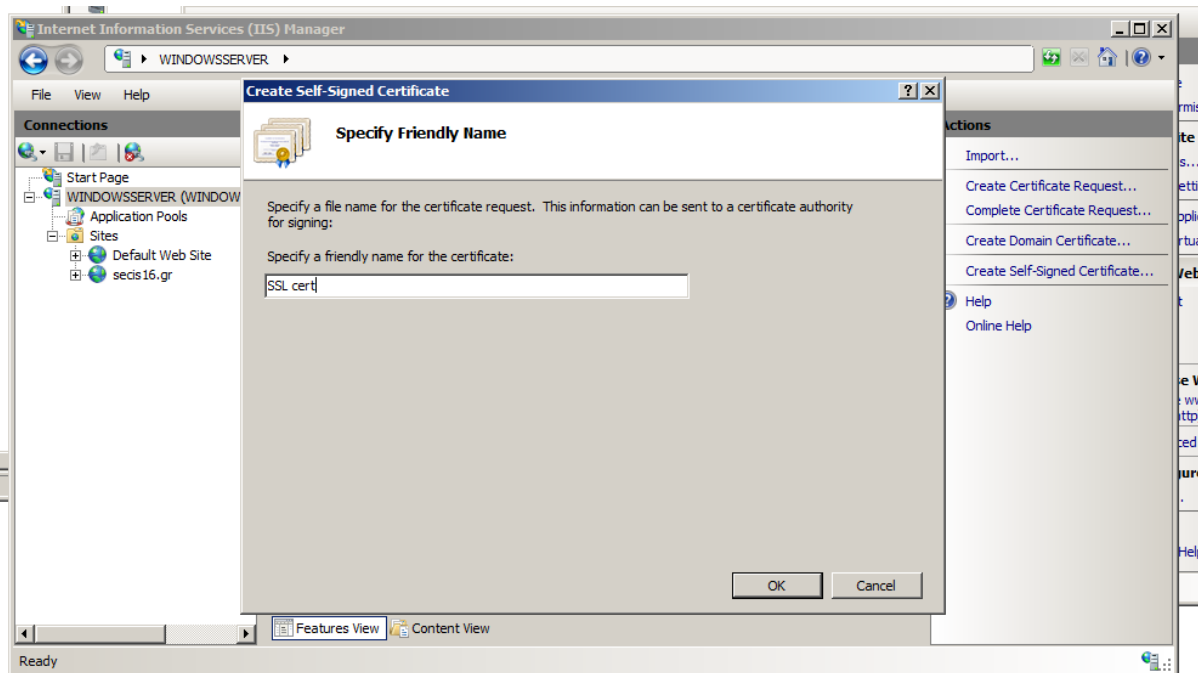 Internet Information Services (IIS) Manager
WINDOWSSERVER
File View Help
Connections
Start Page
WINDOWSSERVER (WINDOW
Application Pools
Sites
Default Web Site
secis16.gr
Create Self-Signed Certificate
Specify Friendly Name
Specify a file name for the certificate request. This information can be sent to a certificate authority
for signing:
Specify a friendly name for the certificate:
SSL cert
OK Cancel
Features View Content View
Actions
Import...
Create Certificate Request...
Complete Certificate Request...
Create Domain Certificate...
Create Self-Signed Certificate...
Help
Online Help
Ready